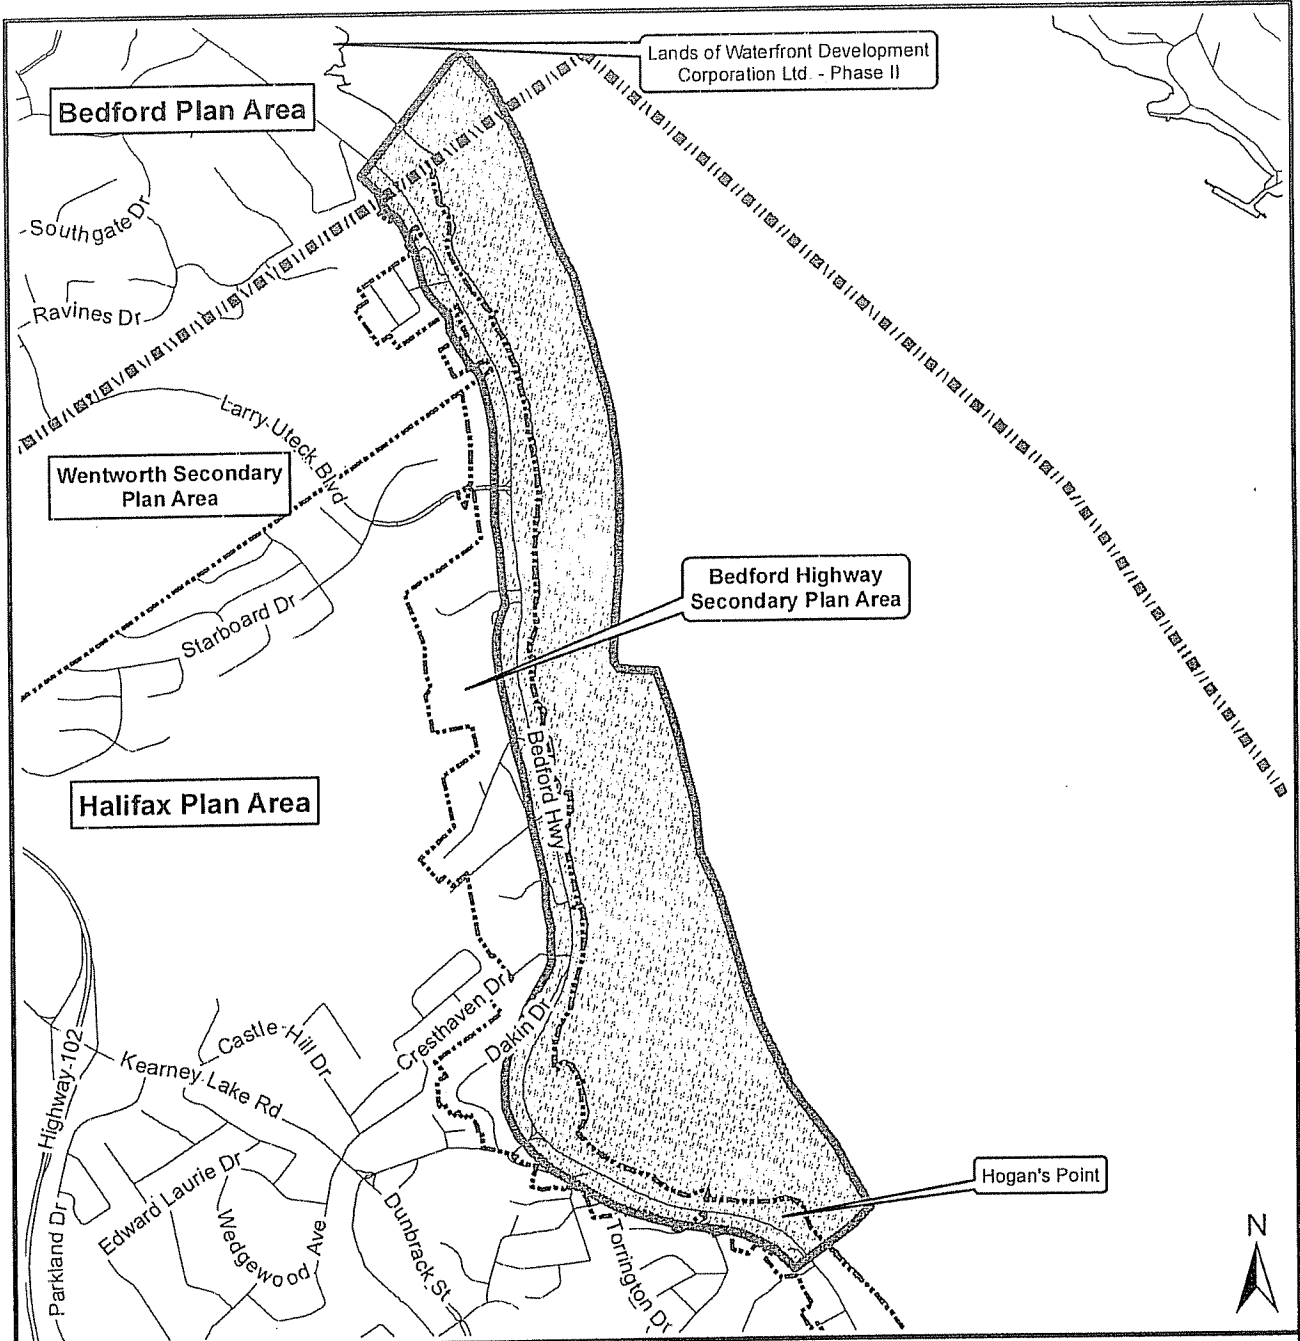 Lands of Waterfront Development
Corporation Ltd. - Phase II
Bedford Plan Area
Southgate Dr
Ravines Dr
Larry Uteck Blvd
Wentworth Secondary
Plan Area
Bedford Highway
Secondary Plan Area
Starboard Dr
Bedford Hwy
Halifax Plan Area
Cresthaven Dr
Dakin Dr
Castle Hill Dr
Kearney Lake Rd
Highway 102
Edward Laurie Dr
Parkland Dr
Wedgewood Ave
Dunbrack St
Torrington Dr
Hogan's Point
N